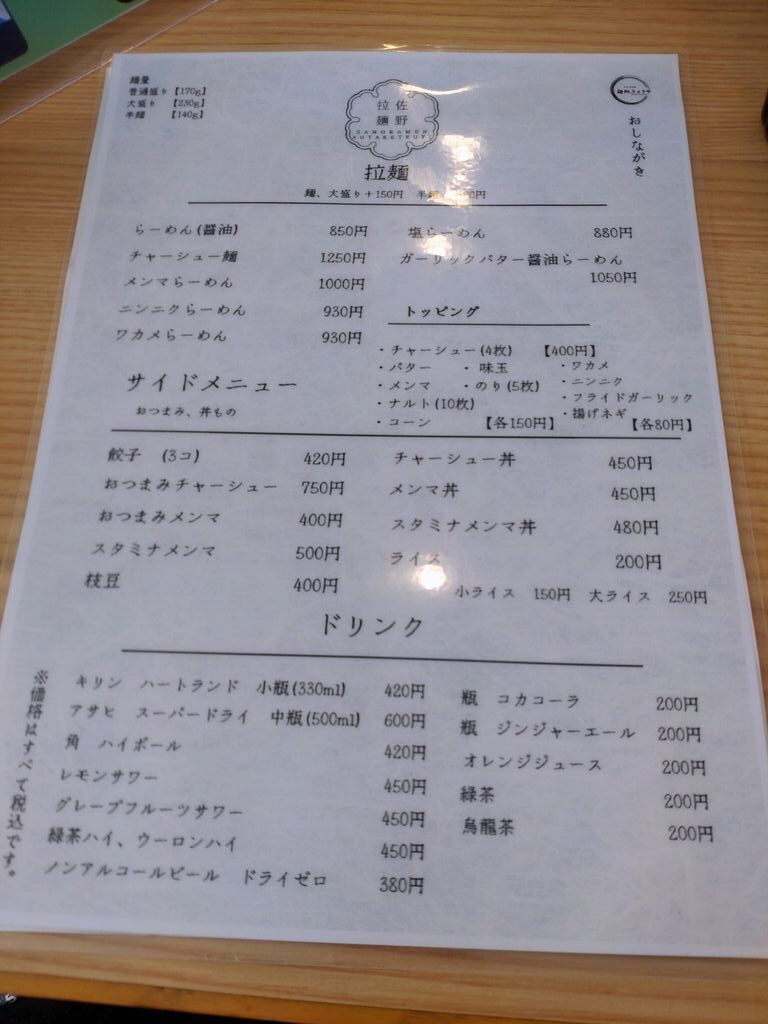 麺量
普通盛り【170g】
大盛り 【230g】
半麺 【140g】
佐野
拉麺
SANORAMEN
おしながき
拉麺
麺、大盛り＋150円 半麺
らーめん(醤油) 850円
チャーシュー麺 1250円
メンマらーめん 1000円
ニンニクらーめん 930円
ワカメらーめん 930円
塩らーめん 880円
ガーリックバター醤油らーめん
1050円
トッピング
・チャーシュー(4枚) 【400円】
・バター ・味玉
・メンマ ・のり(5枚)
・ナルト(10枚)
・コーン 【各150円】
・ワカメ
・ニンニク
・フライドガーリック
・揚げネギ
【各80円】
サイドメニュー
おつまみ、丼もの
餃子 (3コ) 420円
おつまみチャーシュー 750円
おつまみメンマ 400円
スタミナメンマ 500円
枝豆 400円
チャーシュー丼 450円
メンマ丼 450円
スタミナメンマ丼 480円
ライス 200円
小ライス 150円 大ライス 250円
ドリンク
キリン ハートランド 小瓶(330ml) 420円
アサヒ スーパードライ 中瓶(500ml) 600円
角 ハイボール 420円
レモンサワー 450円
グレープフルーツサワー 450円
緑茶ハイ、ウーロンハイ 450円
ノンアルコールビール ドライゼロ 380円
瓶 コカコーラ 200円
瓶 ジンジャーエール 200円
オレンジジュース 200円
緑茶 200円
烏龍茶 200円
※価格はすべて税込です。